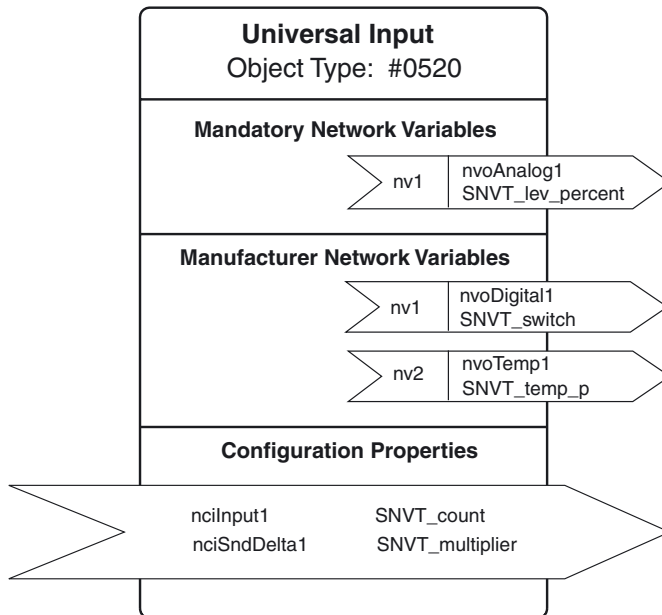 Universal Input
Object Type: #0520
Mandatory Network Variables
nv1
nvoAnalog1
SNVT_lev_percent
Manufacturer Network Variables
nv1
nvoDigital1
SNVT_switch
nv2
nvoTemp1
SNVT_temp_p
Configuration Properties
nciInput1 SNVT_count
nciSndDelta1 SNVT_multiplier